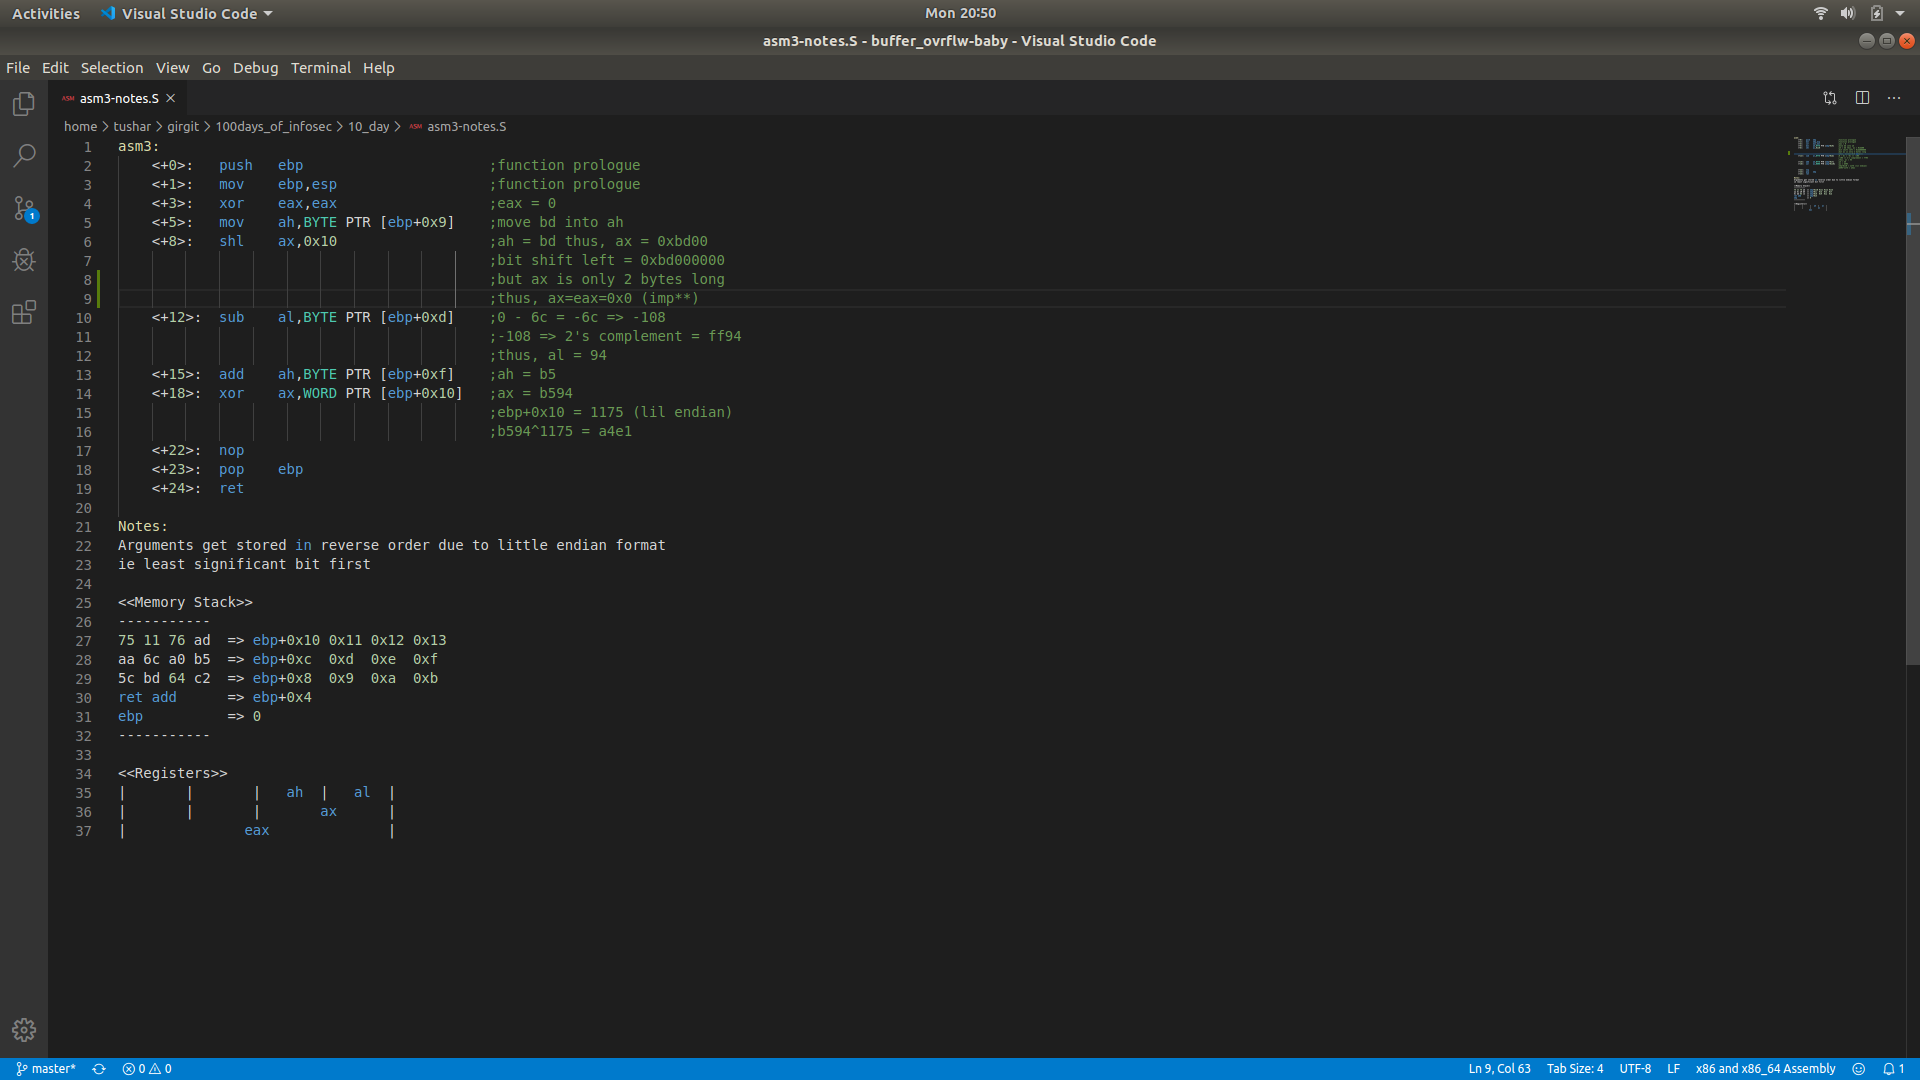 Activities Visual Studio Code Mon 20:50
asm3-notes.S - buffer_ovrflw-baby - Visual Studio Code
File Edit Selection View Go Debug Terminal Help
ASM asm3-notes.S
home > tushar > girgit > 100days_of_infosec > 10_day > ASM asm3-notes.S
1 asm3:
2 <+0>: push ebp ;function prologue
3 <+1>: mov ebp,esp ;function prologue
4 <+3>: xor eax,eax ;eax = 0
5 <+5>: mov ah,BYTE PTR [ebp+0x9] ;move bd into ah
6 <+8>: shl ax,0x10 ;ah = bd thus, ax = 0xbd00
7 ;bit shift left = 0xbd000000
8 ;but ax is only 2 bytes long
9 ;thus, ax=eax=0x0 (imp**)
10 <+12>: sub al,BYTE PTR [ebp+0xd] ;0 - 6c = -6c => -108
11 ;-108 => 2's complement = ff94
12 ;thus, al = 94
13 <+15>: add ah,BYTE PTR [ebp+0xf] ;ah = b5
14 <+18>: xor ax,WORD PTR [ebp+0x10] ;ax = b594
15 ;ebp+0x10 = 1175 (lil endian)
16 ;b594^1175 = a4e1
17 <+22>: nop
18 <+23>: pop ebp
19 <+24>: ret
20
21 Notes:
22 Arguments get stored in reverse order due to little endian format
23 ie least significant bit first
24
25 <<Memory Stack>>
26 -----------
27 75 11 76 ad => ebp+0x10 0x11 0x12 0x13
28 aa 6c a0 b5 => ebp+0xc 0xd 0xe 0xf
29 5c bd 64 c2 => ebp+0x8 0x9 0xa 0xb
30 ret add => ebp+0x4
31 ebp => 0
32 -----------
33
34 <<Registers>>
35 | | | ah | al |
36 | | | ax |
37 | eax |
1
master* 0 0 Ln 9, Col 63 Tab Size: 4 UTF-8 LF x86 and x86_64 Assembly 1